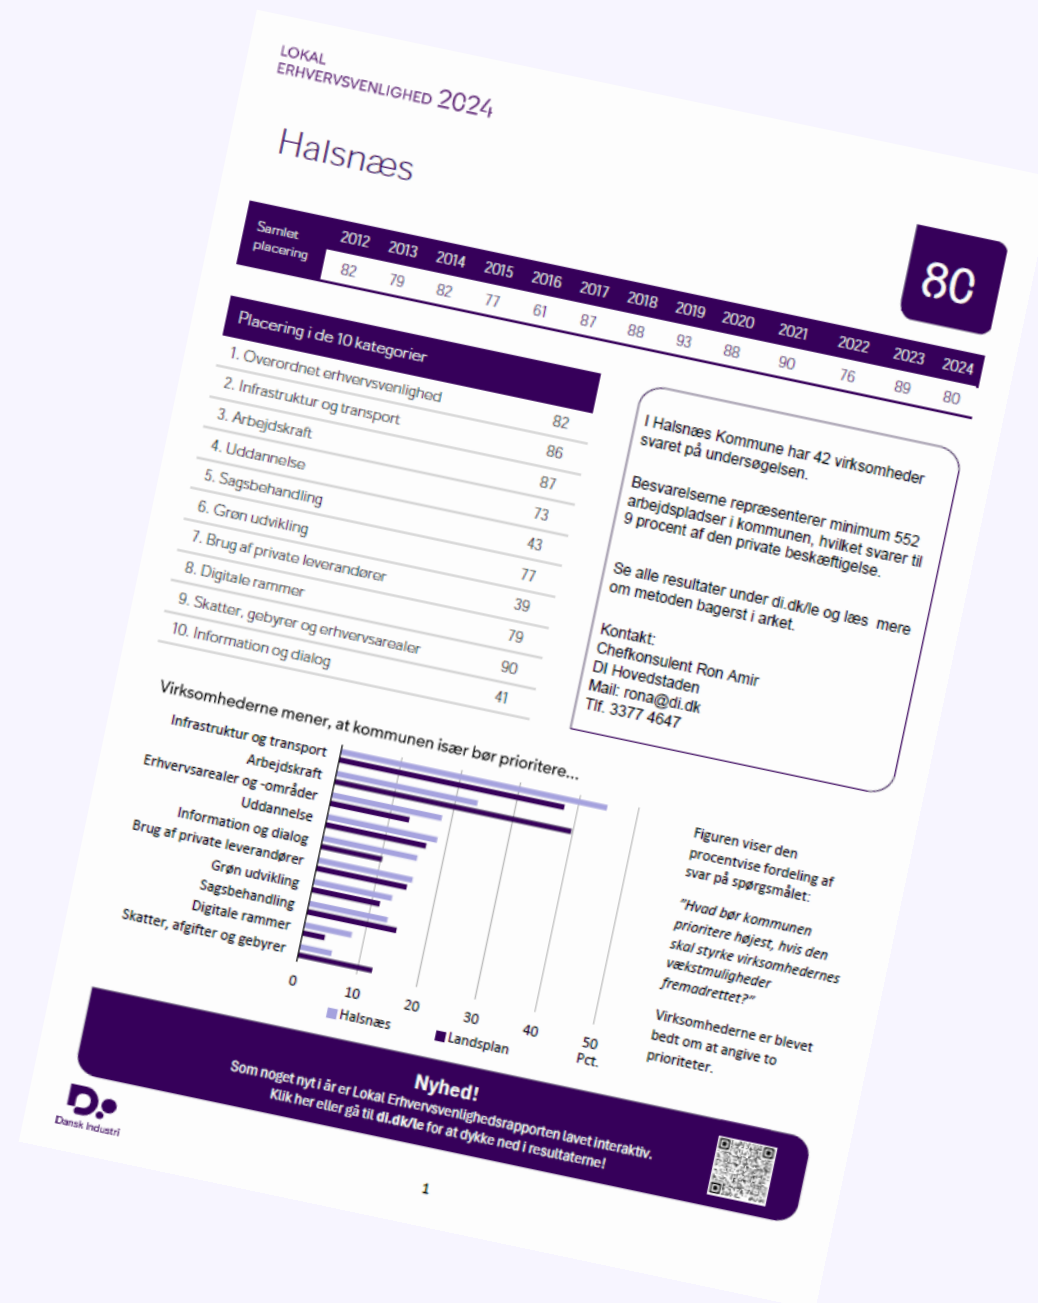 LOKAL
ERHVERVSVENLIGHED 2024
Halsnæs
80
Samlet
placering
2012 2013 2014 2015 2016 2017 2018 2019 2020 2021 2022 2023 2024
82 79 82 77 61 87 88 93 88 90 76 89 80
Placering i de 10 kategorier
1. Overordnet erhvervsvenlighed 82
2. Infrastruktur og transport 86
3. Arbejdskraft 87
4. Uddannelse 73
5. Sagsbehandling 43
6. Grøn udvikling 77
7. Brug af private leverandører 39
8. Digitale rammer 79
9. Skatter, gebyrer og erhvervsarealer 90
10. Information og dialog 41
I Halsnæs Kommune har 42 virksomheder
svaret på undersøgelsen.
Besvarelserne repræsenterer minimum 552
arbejdspladser i kommunen, hvilket svarer til
9 procent af den private beskæftigelse.
Se alle resultater under di.dk/le og læs mere
om metoden bagerst i arket.
Kontakt:
Chefkonsulent Ron Amir
DI Hovedstaden
Mail: rona@di.dk
Tlf. 3377 4647
Virksomhederne mener, at kommunen især bør prioritere...
Infrastruktur og transport
Arbejdskraft
Erhvervsarealer og -områder
Uddannelse
Information og dialog
Brug af private leverandører
Grøn udvikling
Sagsbehandling
Digitale rammer
Skatter, afgifter og gebyrer
0 10 20 30 40 50
Pct.
Halsnæs Landsplan
Figuren viser den
procentvise fordeling af
svar på spørgsmålet:
"Hvad bør kommunen
prioritere højest, hvis den
skal styrke virksomhedernes
vækstmuligheder
fremadrettet?"
Virksomhederne er blevet
bedt om at angive to
prioriteter.
Nyhed!
Som noget nyt i år er Lokal Erhvervsvenlighedsrapporten lavet interaktiv.
Klik her eller gå til di.dk/le for at dykke ned i resultaterne!
Dansk Industri
1